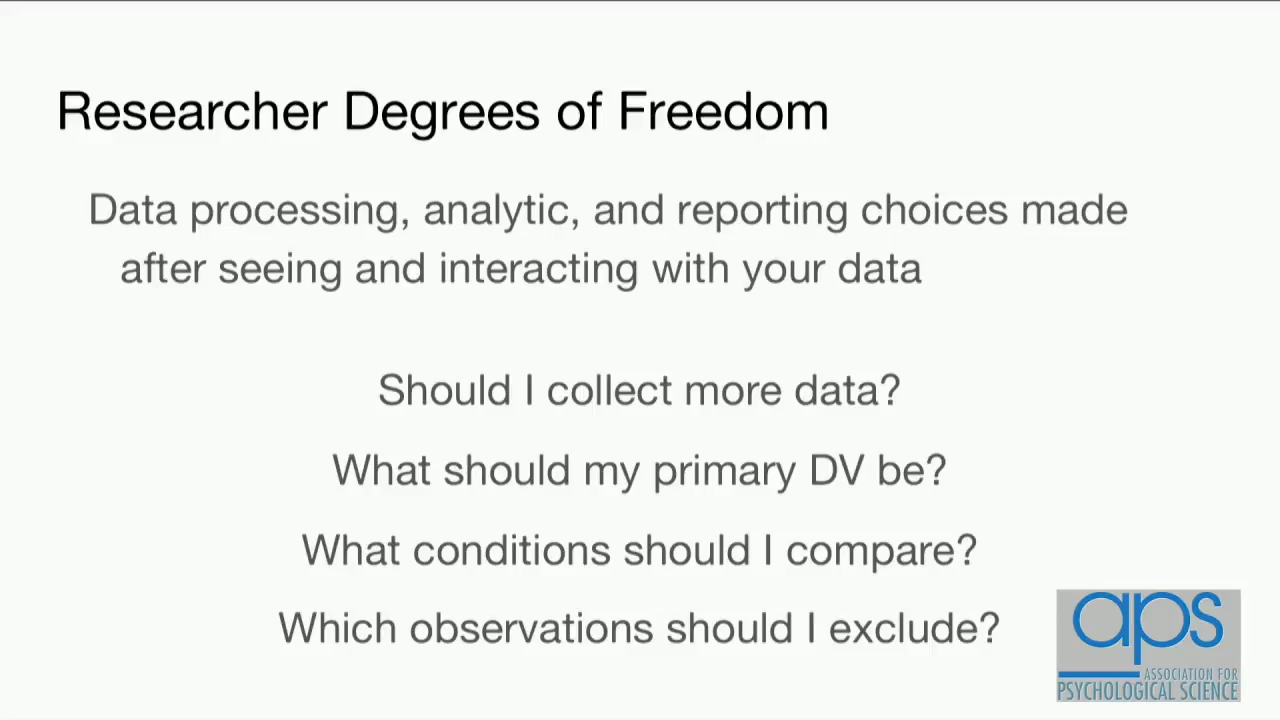 Researcher Degrees of Freedom
Data processing, analytic, and reporting choices made
after seeing and interacting with your data
Should I collect more data?
What should my primary DV be?
What conditions should I compare?
Which observations should I exclude?
aps
ASSOCIATION FOR
PSYCHOLOGICAL SCIENCE